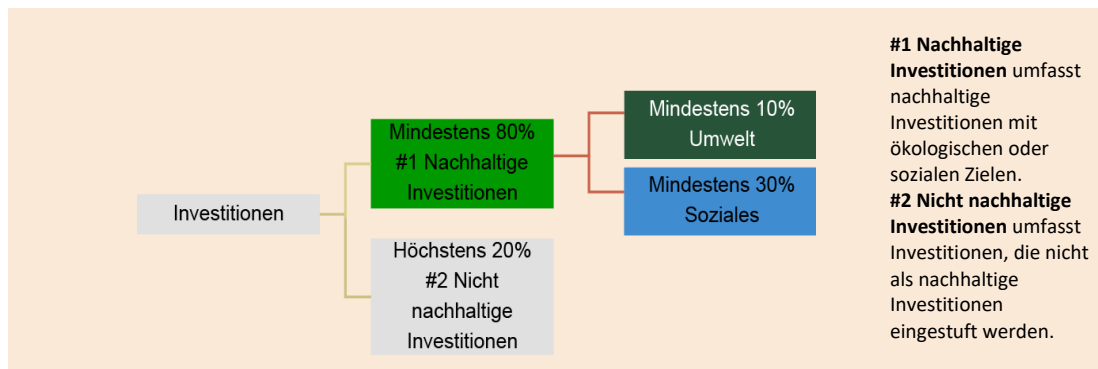 Investitionen
Mindestens 80%
#1 Nachhaltige
Investitionen
Höchstens 20%
#2 Nicht
nachhaltige
Investitionen
Mindestens 10%
Umwelt
Mindestens 30%
Soziales
#1 Nachhaltige
Investitionen umfasst
nachhaltige
Investitionen mit
ökologischen oder
sozialen Zielen.
#2 Nicht nachhaltige
Investitionen umfasst
Investitionen, die nicht
als nachhaltige
Investitionen
eingestuft werden.